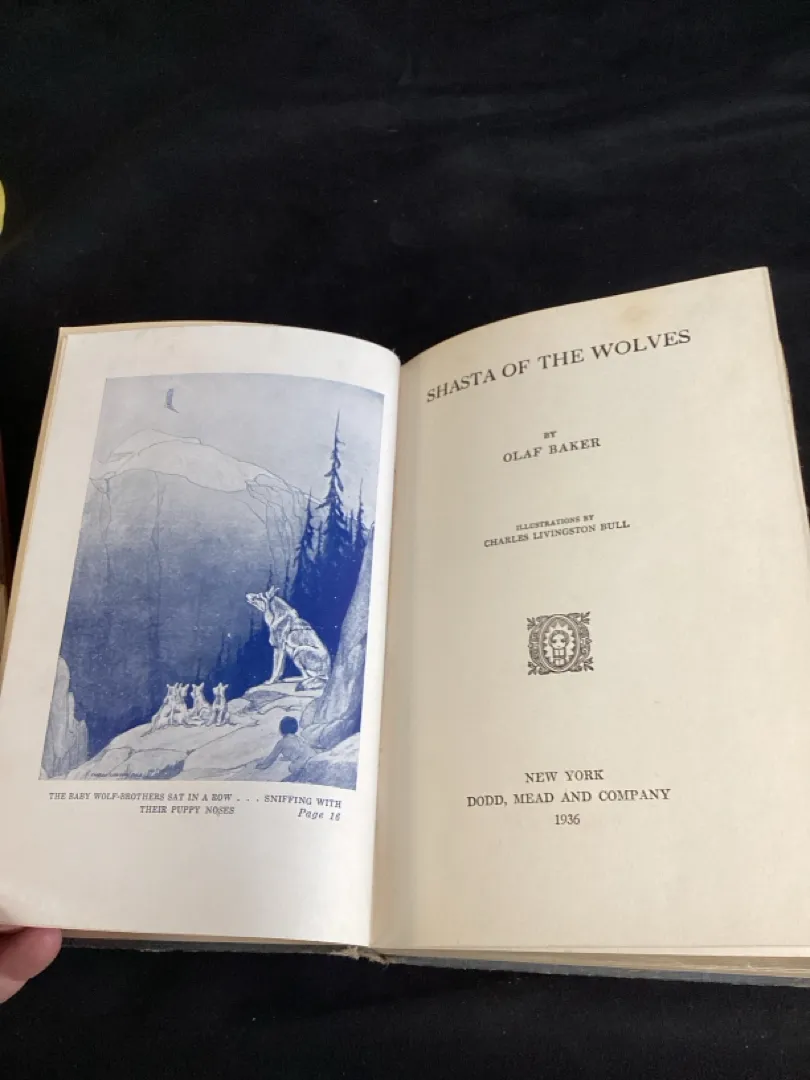 THE BABY WOLF-BROTHERS SAT IN A ROW . . . SNIFFING WITH
THEIR PUPPY NOSES
Page 16
SHASTA OF THE WOLVES
BY
OLAF BAKER
ILLUSTRATIONS BY
CHARLES LIVINGSTON BULL
NEW YORK
DODD, MEAD AND COMPANY
1936